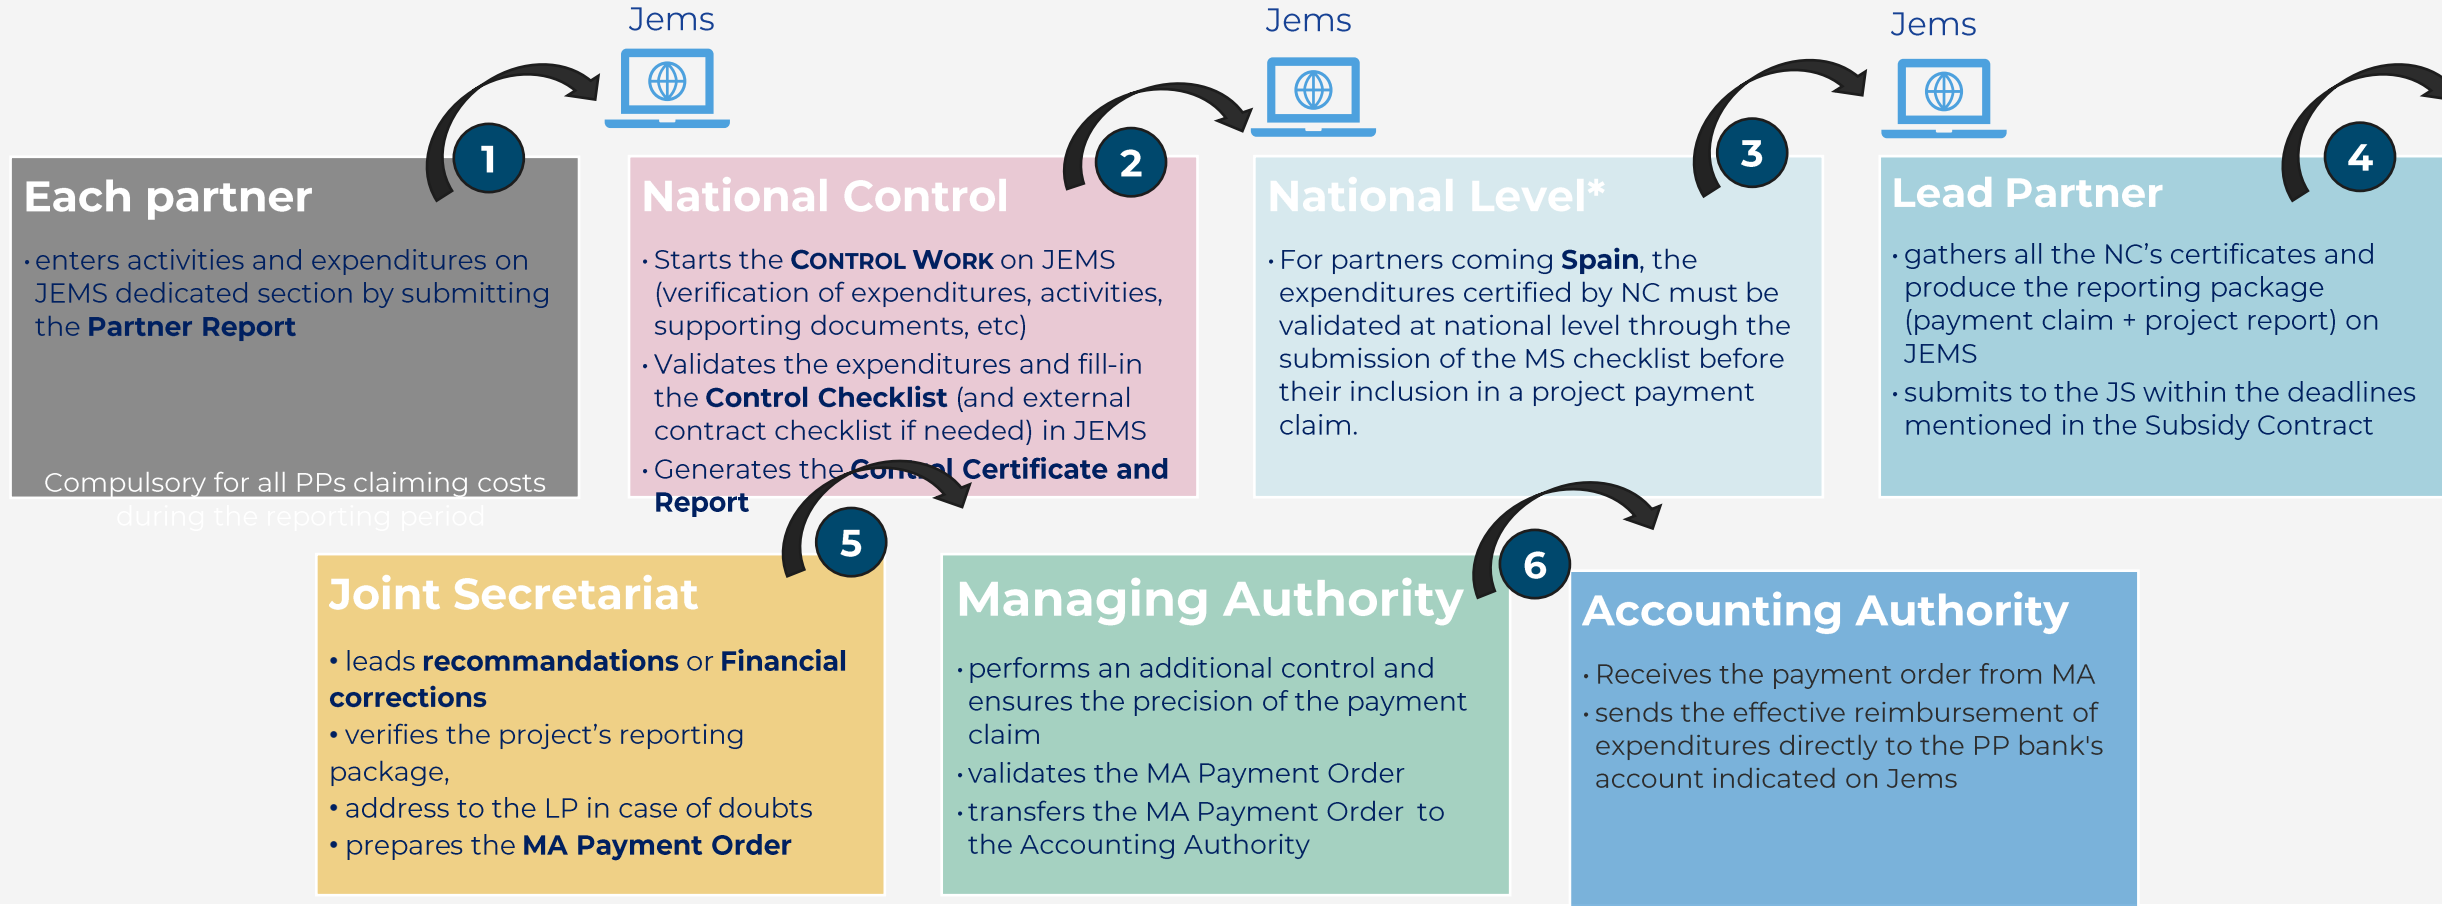 Jems
Jems
Jems
1
2
3
4
Each partner
• enters activities and expenditures on
JEMS dedicated section by submitting
the Partner Report
Compulsory for all PPs claiming costs
during the reporting period
National Control
• Starts the CONTROL WORK on JEMS
(verification of expenditures, activities,
supporting documents, etc)
• Validates the expenditures and fill-in
the Control Checklist (and external
contract checklist if needed) in JEMS
• Generates the Control Certificate and
Report
National Level*
• For partners coming Spain, the
expenditures certified by NC must be
validated at national level through the
submission of the MS checklist before
their inclusion in a project payment
claim.
Lead Partner
• gathers all the NC’s certificates and
produce the reporting package
(payment claim + project report) on
JEMS
• submits to the JS within the deadlines
mentioned in the Subsidy Contract
5
6
Joint Secretariat
• leads recommandations or Financial
corrections
• verifies the project’s reporting
package,
• address to the LP in case of doubts
• prepares the MA Payment Order
Managing Authority
• performs an additional control and
ensures the precision of the payment
claim
• validates the MA Payment Order
• transfers the MA Payment Order to
the Accounting Authority
Accounting Authority
• Receives the payment order from MA
• sends the effective reimbursement of
expenditures directly to the PP bank's
account indicated on Jems